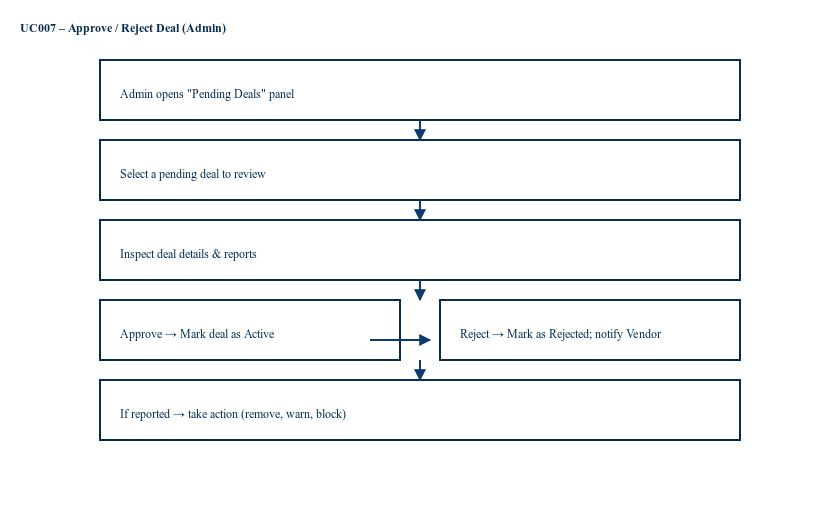 UC007 – Approve / Reject Deal (Admin)
Admin opens "Pending Deals" panel
Select a pending deal to review
Inspect deal details & reports
Approve → Mark deal as Active
Reject → Mark as Rejected; notify Vendor
If reported → take action (remove, warn, block)